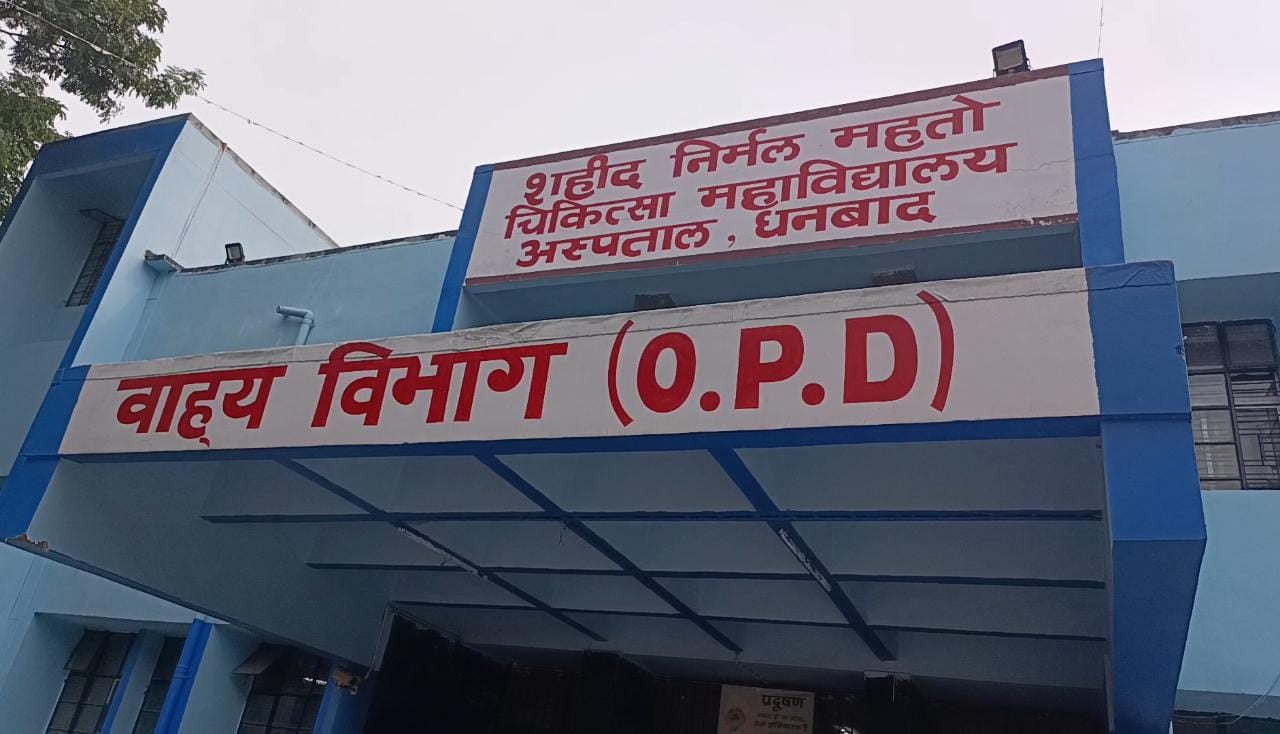 शहीद निर्मल महतो
चिकित्सा महाविद्यालय
अस्पताल, धनबाद
वाह्य विभाग (O.P.D)
प्रदूषण